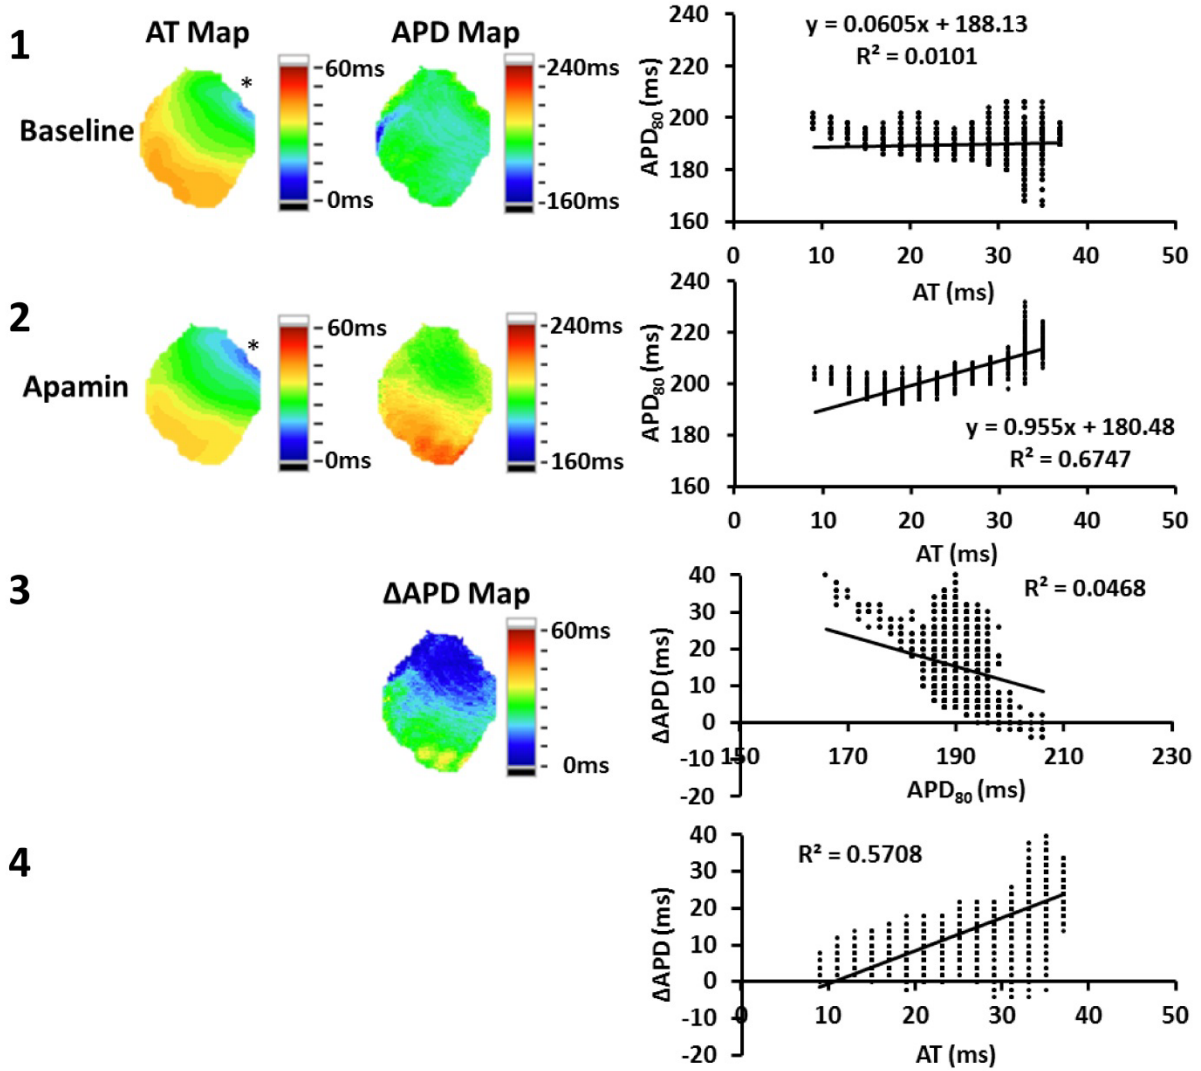 1
AT Map
APD Map
Baseline
*
60ms
0ms
240ms
160ms
240
220
200
180
160
APD₈₀ (ms)
y = 0.0605x + 188.13
R² = 0.0101
0 10 20 30 40 50
AT (ms)
2
Apamin
*
60ms
0ms
240ms
160ms
240
220
200
180
160
APD₈₀ (ms)
y = 0.955x + 180.48
R² = 0.6747
0 10 20 30 40 50
AT (ms)
3
ΔAPD Map
60ms
0ms
40
30
20
10
0
-10
-20
ΔAPD (ms)
R² = 0.0468
150 170 190 210 230
APD₈₀ (ms)
4
40
30
20
10
0
-10
-20
ΔAPD (ms)
R² = 0.5708
0 10 20 30 40 50
AT (ms)